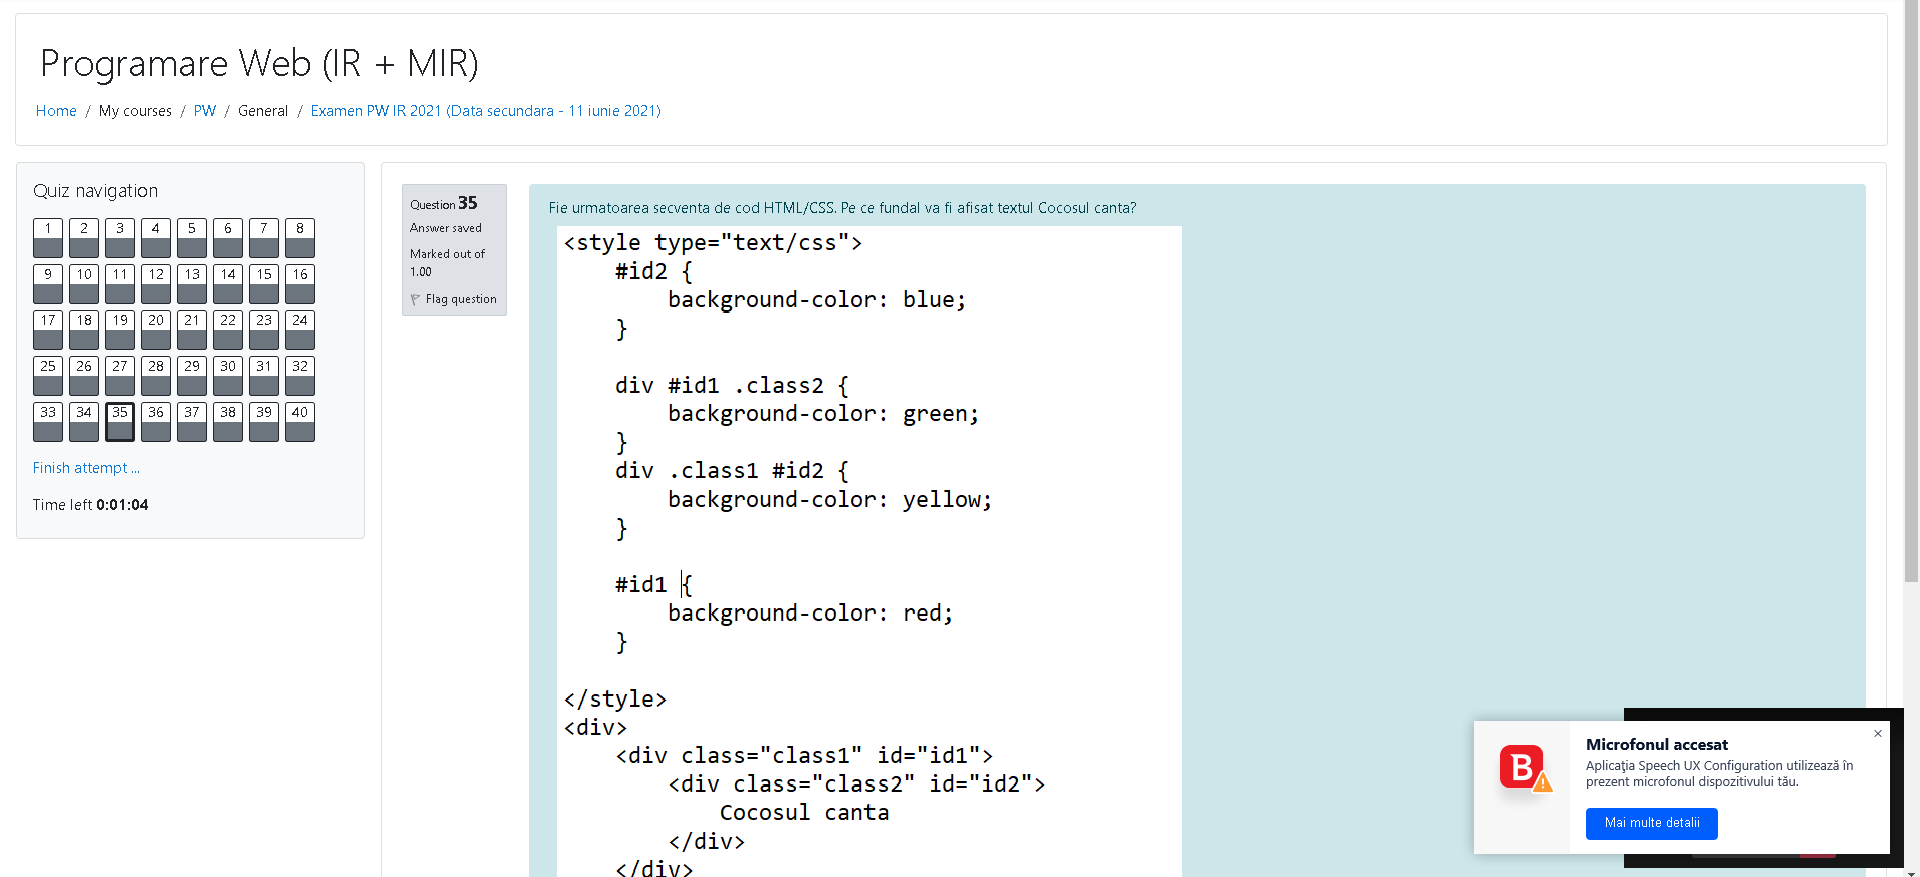 Programare Web (IR + MIR)
Home / My courses / PW / General / Examen PW IR 2021 (Data secundara - 11 iunie 2021)
Quiz navigation
1 2 3 4 5 6 7 8
9 10 11 12 13 14 15 16
17 18 19 20 21 22 23 24
25 26 27 28 29 30 31 32
33 34 35 36 37 38 39 40
Finish attempt ...
Time left 0:01:04
Question 35
Answer saved
Marked out of
1.00
Flag question
Fie urmatoarea secventa de cod HTML/CSS. Pe ce fundal va fi afisat textul Cocosul canta?
<style type="text/css">
#id2 {
background-color: blue;
}
div #id1 .class2 {
background-color: green;
}
div .class1 #id2 {
background-color: yellow;
}
#id1 {
background-color: red;
}
</style>
<div>
<div class="class1" id="id1">
<div class="class2" id="id2">
Cocosul canta
</div>
</div>
B
Microfonul accesat
Aplicaţia Speech UX Configuration utilizează în
prezent microfonul dispozitivului tău.
Mai multe detalii